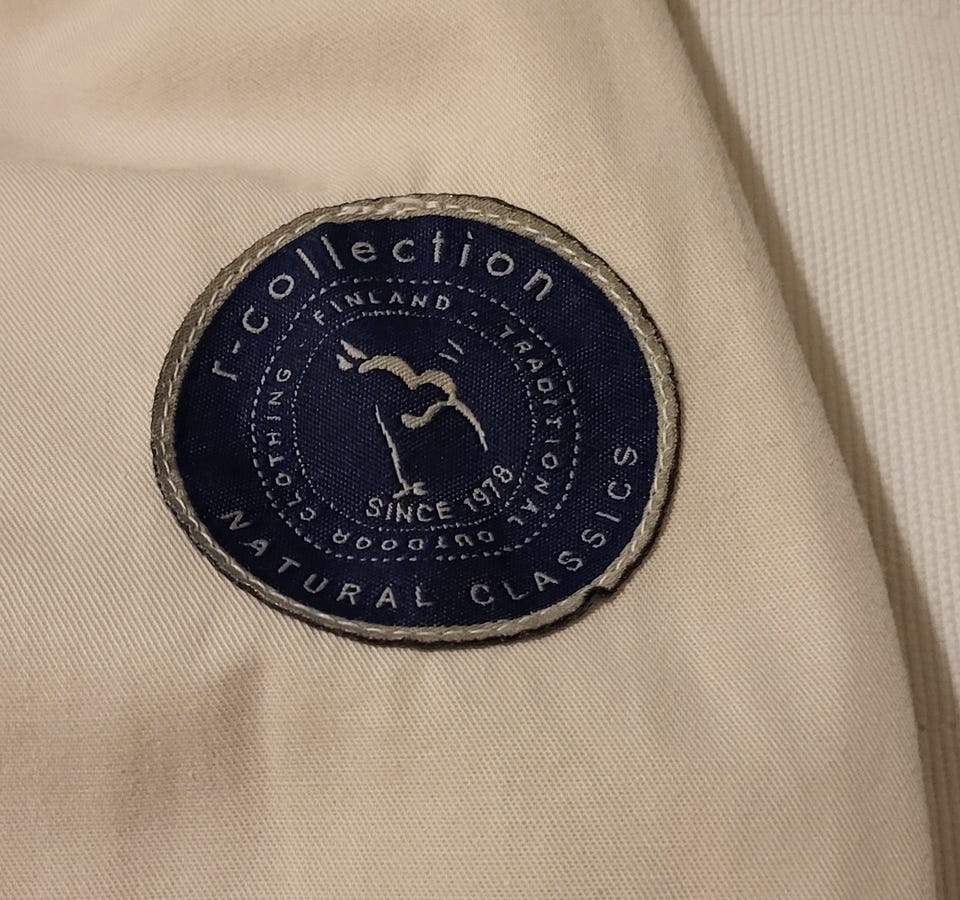 r-collection
FINLAND · TRADITIONAL OUTDOOR CLOTHING
SINCE 1978
NATURAL CLASSICS